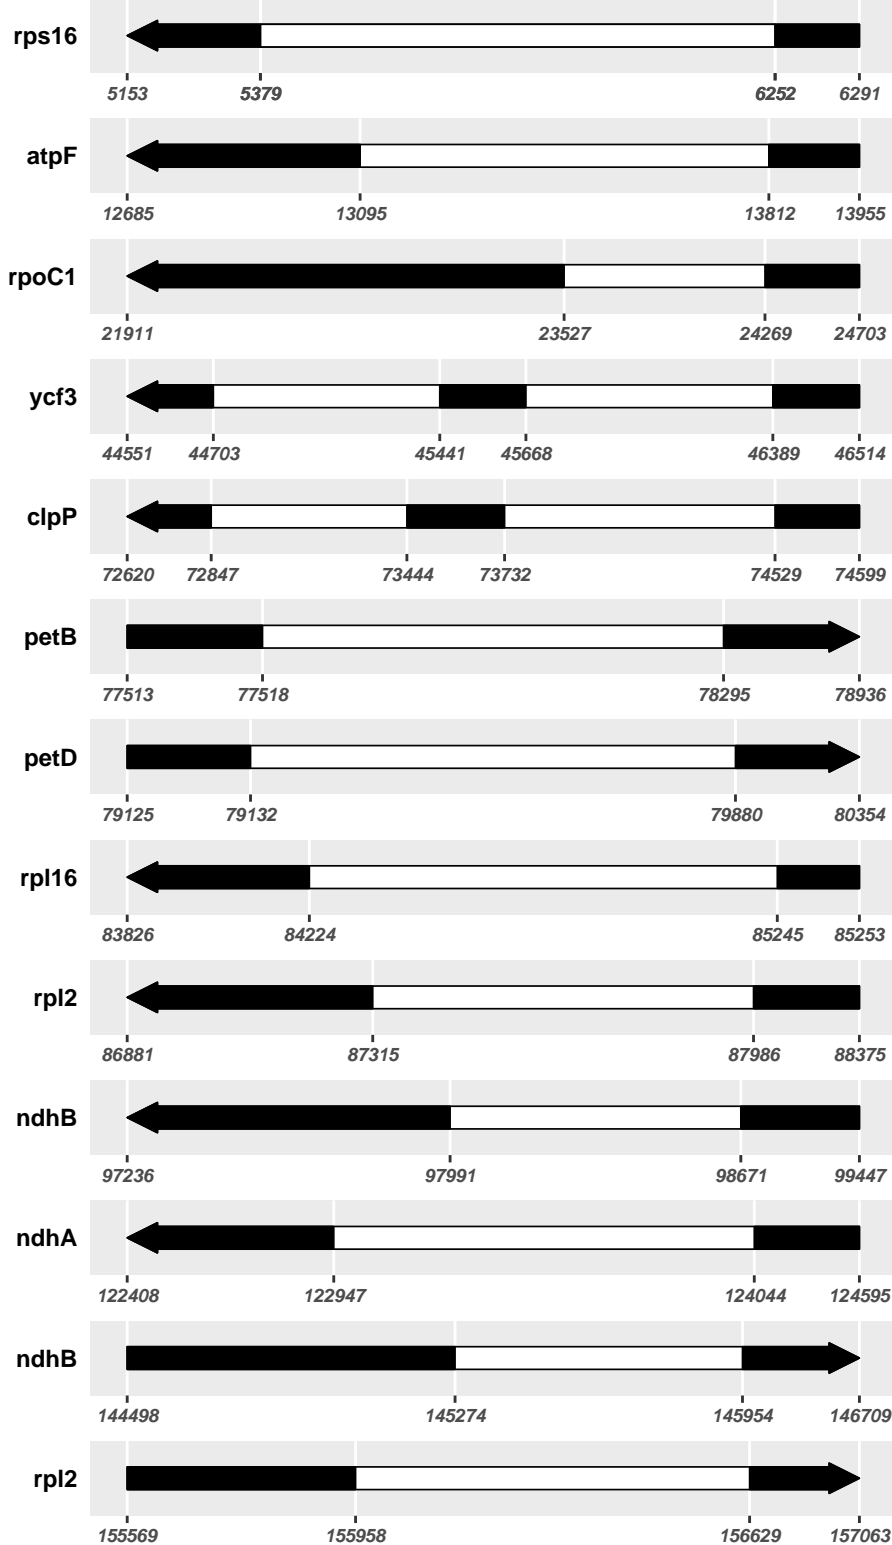 rps16
5153 5379 6252 6291
atpF
12685 13095 13812 13955
rpoC1
21911 23527 24269 24703
ycf3
44551 44703 45441 45668 46389 46514
clpP
72620 72847 73444 73732 74529 74599
petB
77513 77518 78295 78936
petD
79125 79132 79880 80354
rpl16
83826 84224 85245 85253
rpl2
86881 87315 87986 88375
ndhB
97236 97991 98671 99447
ndhA
122408 122947 124044 124595
ndhB
144498 145274 145954 146709
rpl2
155569 155958 156629 157063